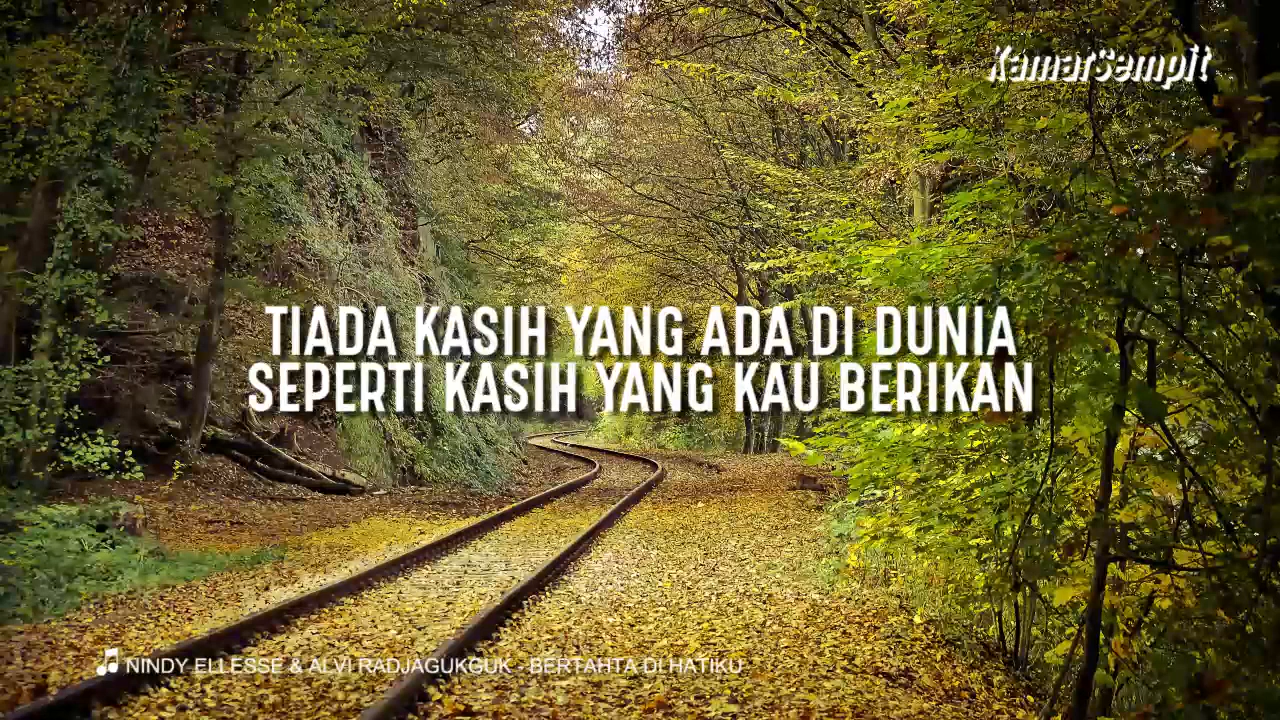 KamarSempit
TIADA KASIH YANG ADA DI DUNIA
SEPERTI KASIH YANG KAU BERIKAN
NINDY ELLESSE & ALVI RADJAGUKGUK - BERTAHTA DI HATIKU